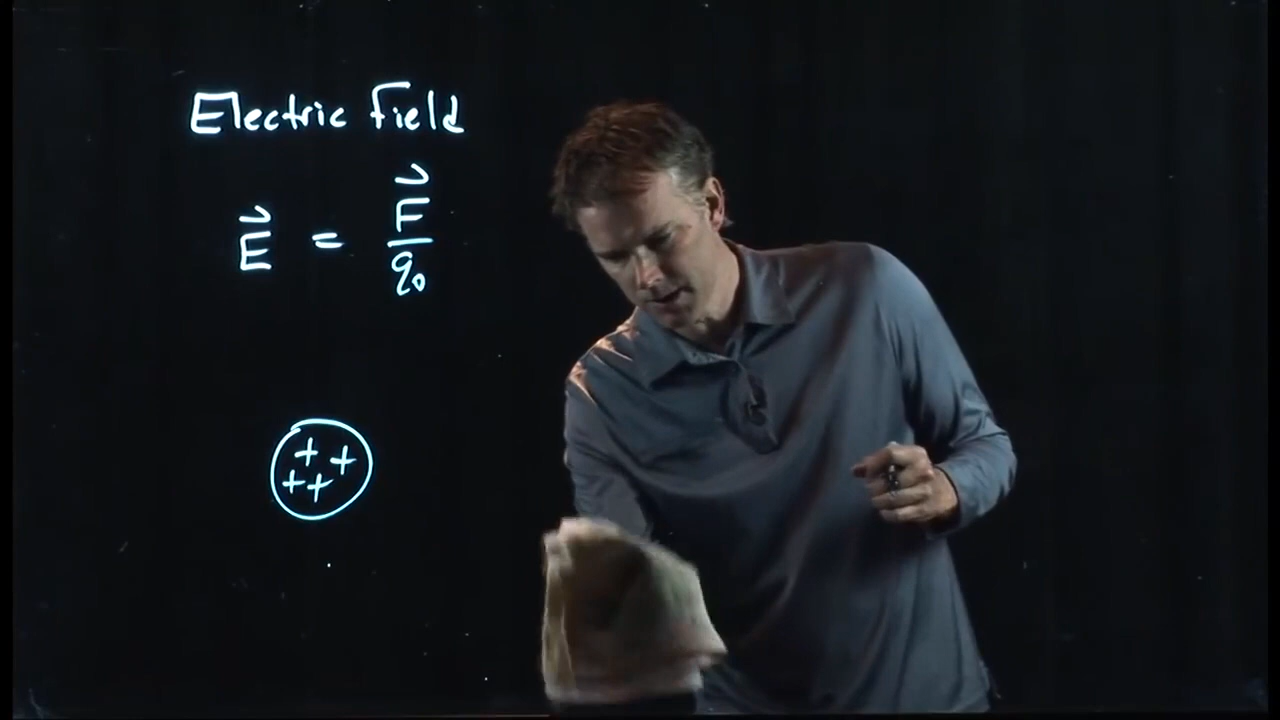 Electric Field
E⃗ = F⃗ / q₀
+ +
+ +